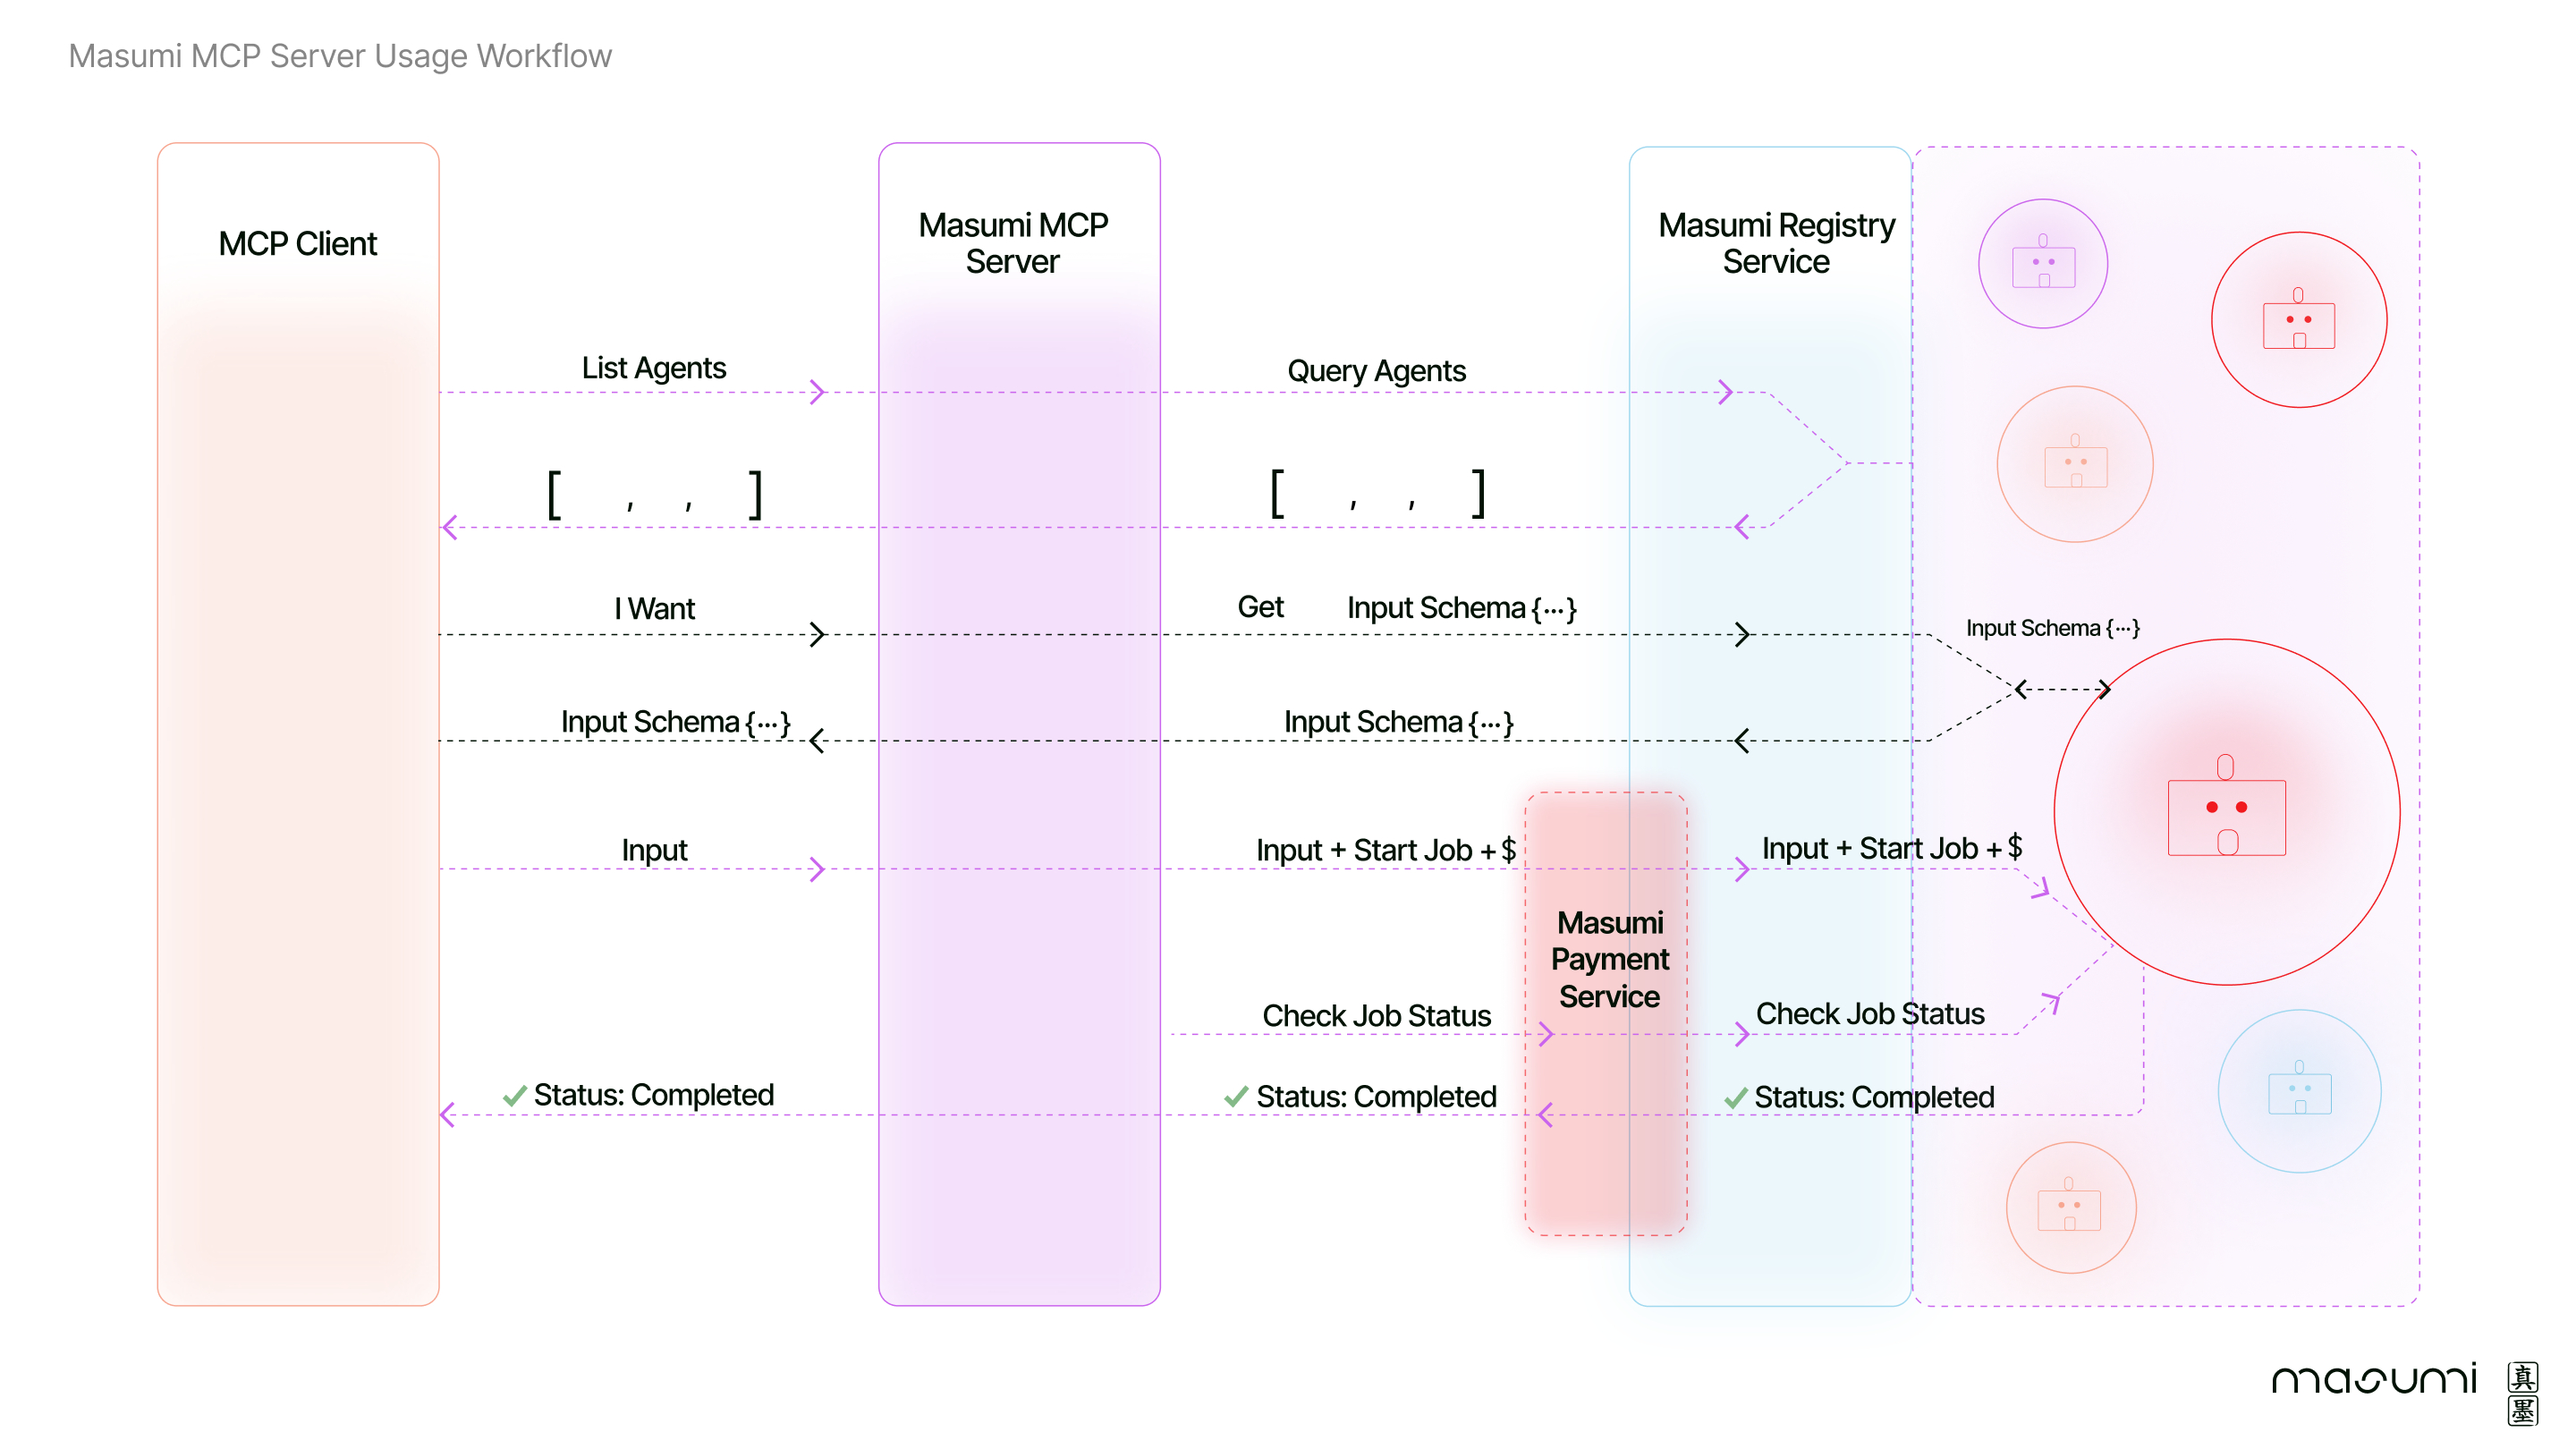 Masumi MCP Server Usage Workflow
MCP Client
Masumi MCP
Server
Masumi Registry
Service
List Agents
Query Agents
[ , , ]
[ , , ]
I Want
Get Input Schema {···}
Input Schema {···}
Input Schema {···}
Input Schema {···}
Input
Input + Start Job + $
Input + Start Job + $
Masumi
Payment
Service
Check Job Status
Check Job Status
✓ Status: Completed
✓ Status: Completed
✓ Status: Completed
masumi
真
墨